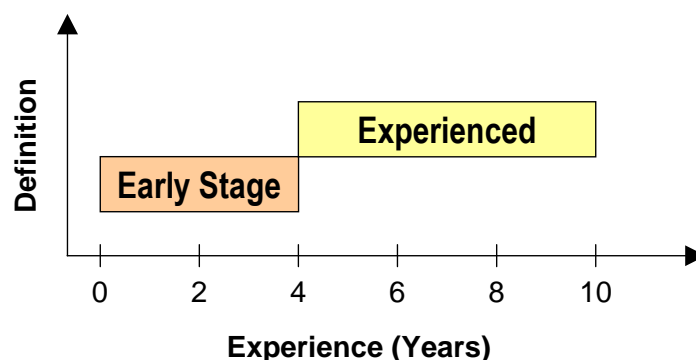 Definition
Experienced
Early Stage
0 2 4 6 8 10
Experience (Years)